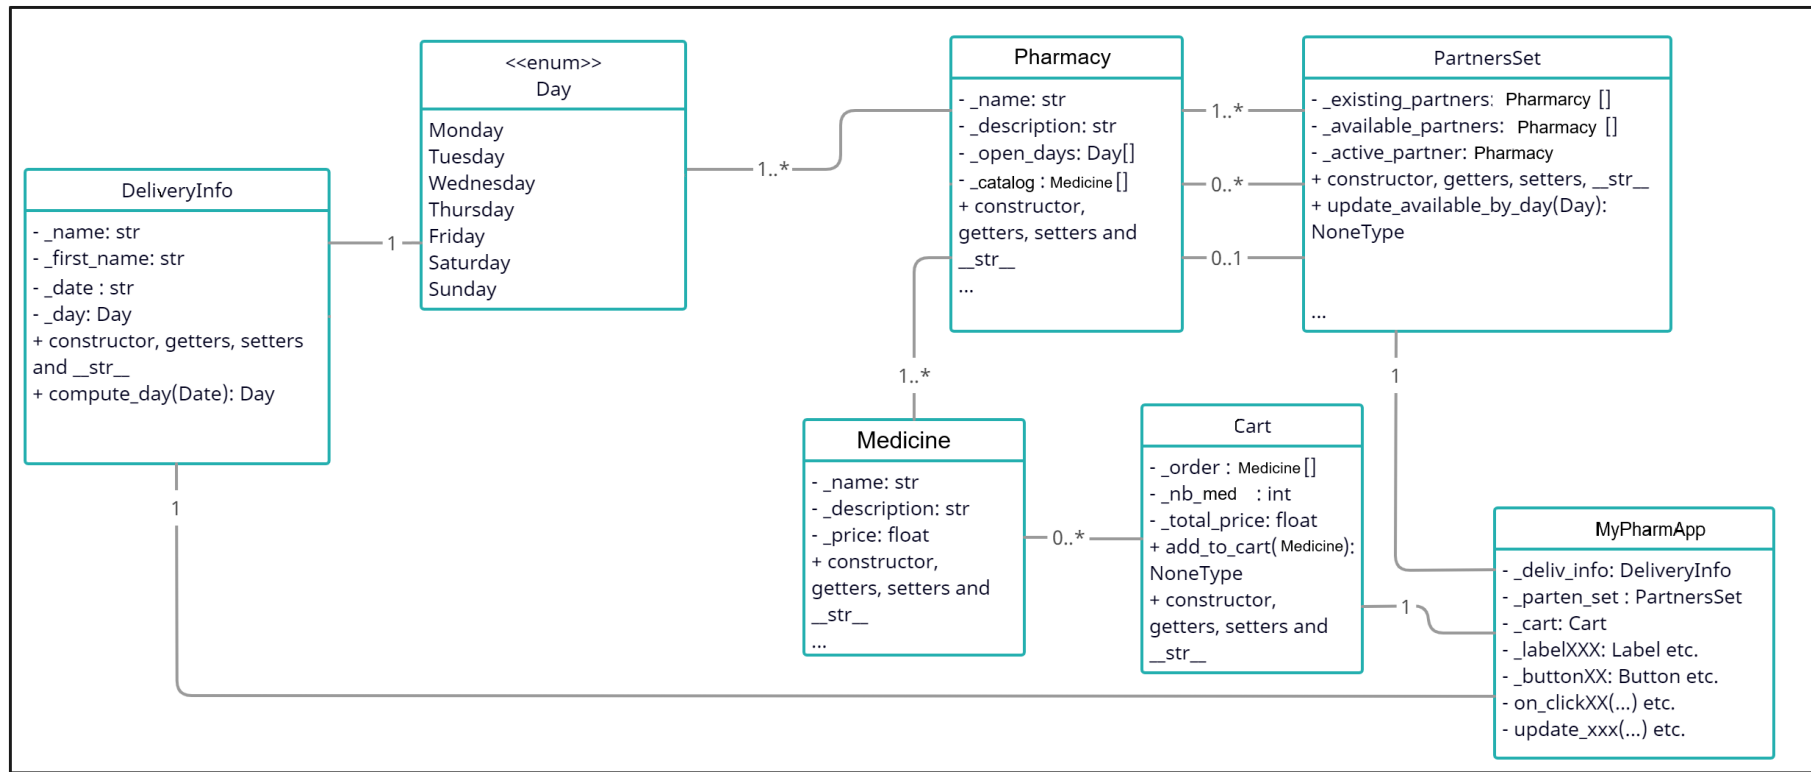 <<enum>>
Day
Monday
Tuesday
Wednesday
Thursday
Friday
Saturday
Sunday
DeliveryInfo
- _name: str
- _first_name: str
- _date : str
- _day: Day
+ constructor, getters, setters
and __str__
+ compute_day(Date): Day
1
1..*
Pharmacy
- _name: str
- _description: str
- _open_days: Day[]
- _catalog : Medicine []
+ constructor,
getters, setters and
__str__
...
1..*
0..*
0..1
PartnersSet
- _existing_partners: Pharmarcy []
- _available_partners: Pharmacy []
- _active_partner: Pharmacy
+ constructor, getters, setters, __str__
+ update_available_by_day(Day):
NoneType
...
1..*
1
1
Medicine
- _name: str
- _description: str
- _price: float
+ constructor,
getters, setters and
__str__
...
0..*
Cart
- _order : Medicine []
- _nb_med : int
- _total_price: float
+ add_to_cart( Medicine):
NoneType
+ constructor,
getters, setters and
__str__
1
MyPharmApp
- _deliv_info: DeliveryInfo
- _parten_set : PartnersSet
- _cart: Cart
- _labelXXX: Label etc.
- _buttonXX: Button etc.
- on_clickXX(...) etc.
- update_xxx(...) etc.